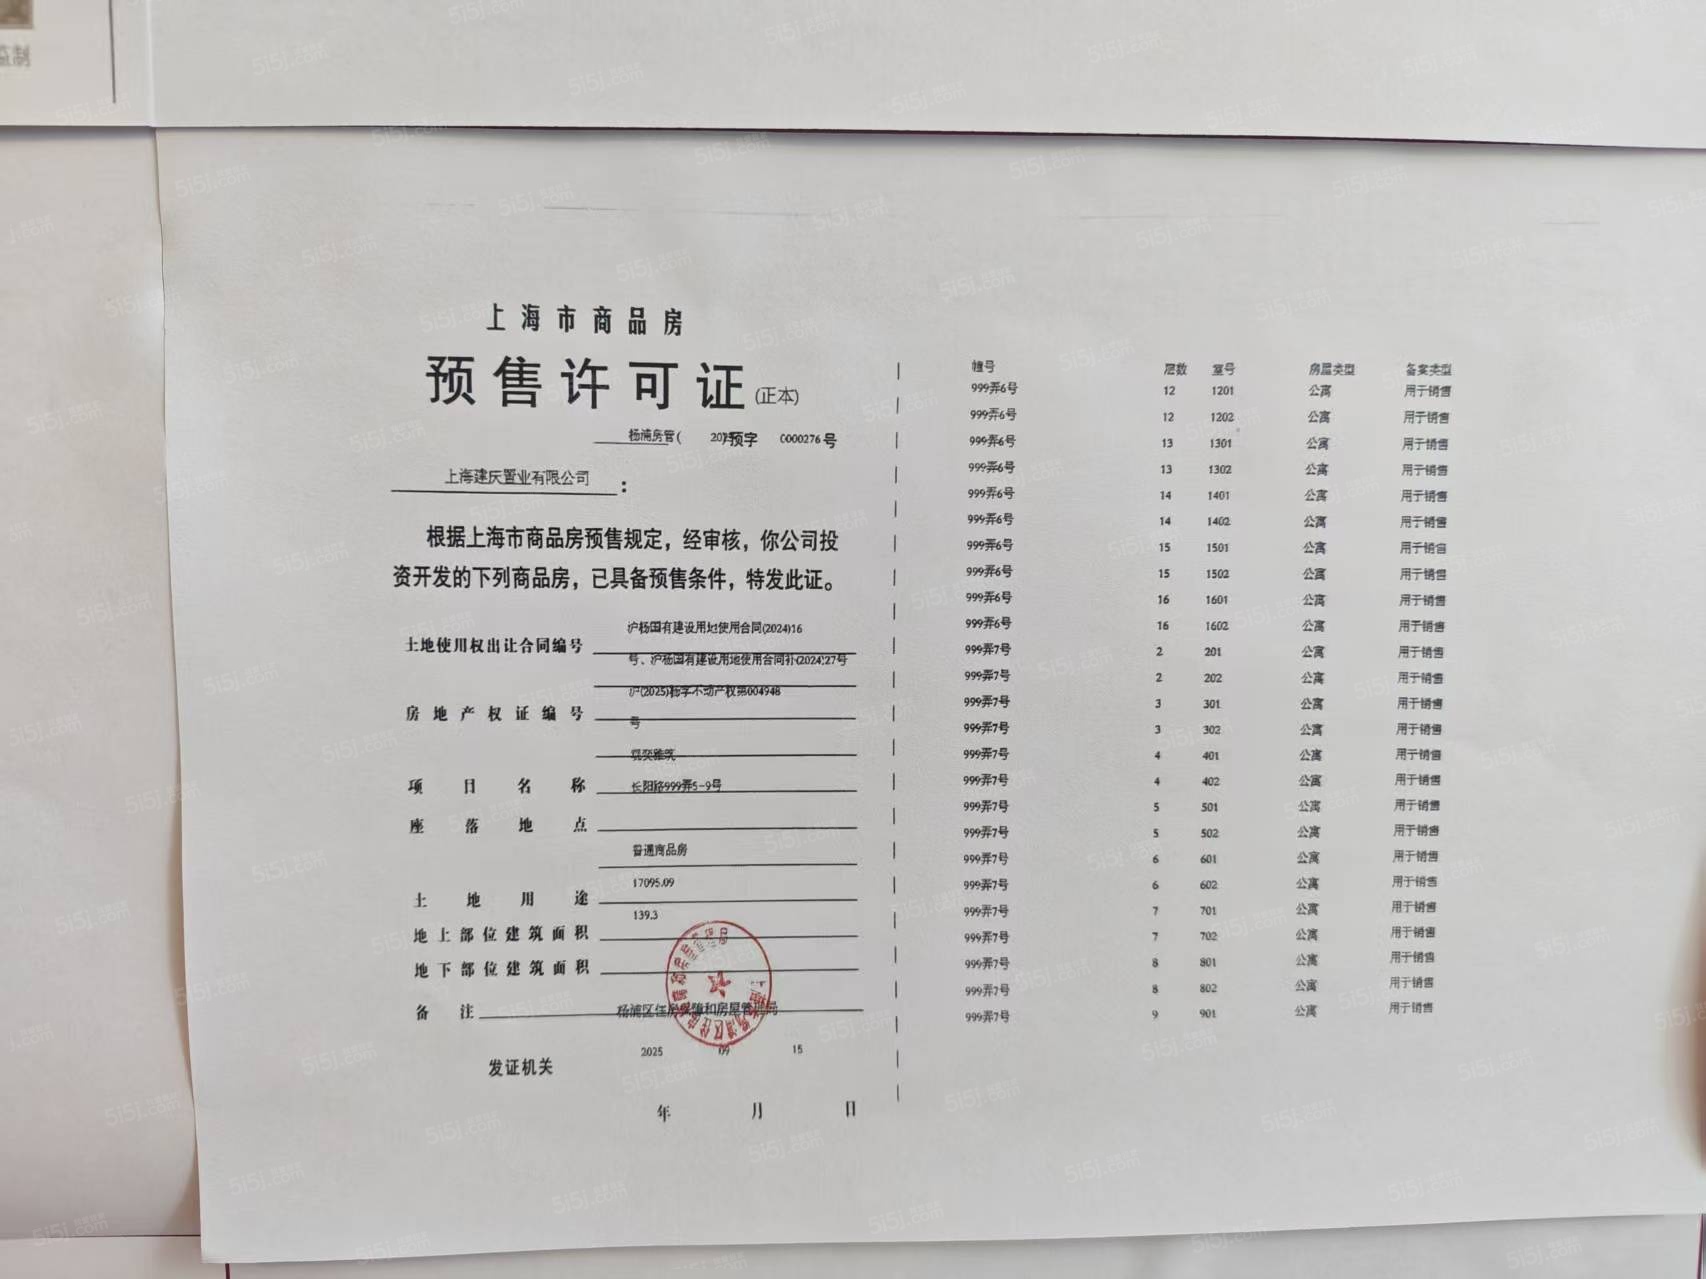 监制
上海市商品房
预售许可证(正本)
杨浦房管( 20 预字 0000276号
上海建庆置业有限公司 :
根据上海市商品房预售规定，经审核，你公司投
资开发的下列商品房，已具备预售条件，特发此证。
沪杨国有建设用地使用合同(2024)16
土地使用权出让合同编号
号、沪杨国有建设用地使用合同补(2024)27号
沪(2025)杨字不动产权第004948
房地产权证编号
号
雅筑
项目名称
长阳路999弄5-9号
座落地点
普通商品房
17095.09
土地用途
139.3
地上部位建筑面积
地下部位建筑面积
备注
杨浦区住房保障和房屋管理局
2025 09 15
发证机关
年 月 日
幢号 层数 室号 房屋类型 备案类型
999弄6号 12 1201 公寓 用于销售
999弄6号 12 1202 公寓 用于销售
999弄6号 13 1301 公寓 用于销售
999弄6号 13 1302 公寓 用于销售
999弄6号 14 1401 公寓 用于销售
999弄6号 14 1402 公寓 用于销售
999弄6号 15 1501 公寓 用于销售
999弄6号 15 1502 公寓 用于销售
999弄6号 16 1601 公寓 用于销售
999弄6号 16 1602 公寓 用于销售
999弄7号 2 201 公寓 用于销售
999弄7号 2 202 公寓 用于销售
999弄7号 3 301 公寓 用于销售
999弄7号 3 302 公寓 用于销售
999弄7号 4 401 公寓 用于销售
999弄7号 4 402 公寓 用于销售
999弄7号 5 501 公寓 用于销售
999弄7号 5 502 公寓 用于销售
999弄7号 6 601 公寓 用于销售
999弄7号 6 602 公寓 用于销售
999弄7号 7 701 公寓 用于销售
999弄7号 7 702 公寓 用于销售
999弄7号 8 801 公寓 用于销售
999弄7号 8 802 公寓 用于销售
999弄7号 9 901 公寓 用于销售